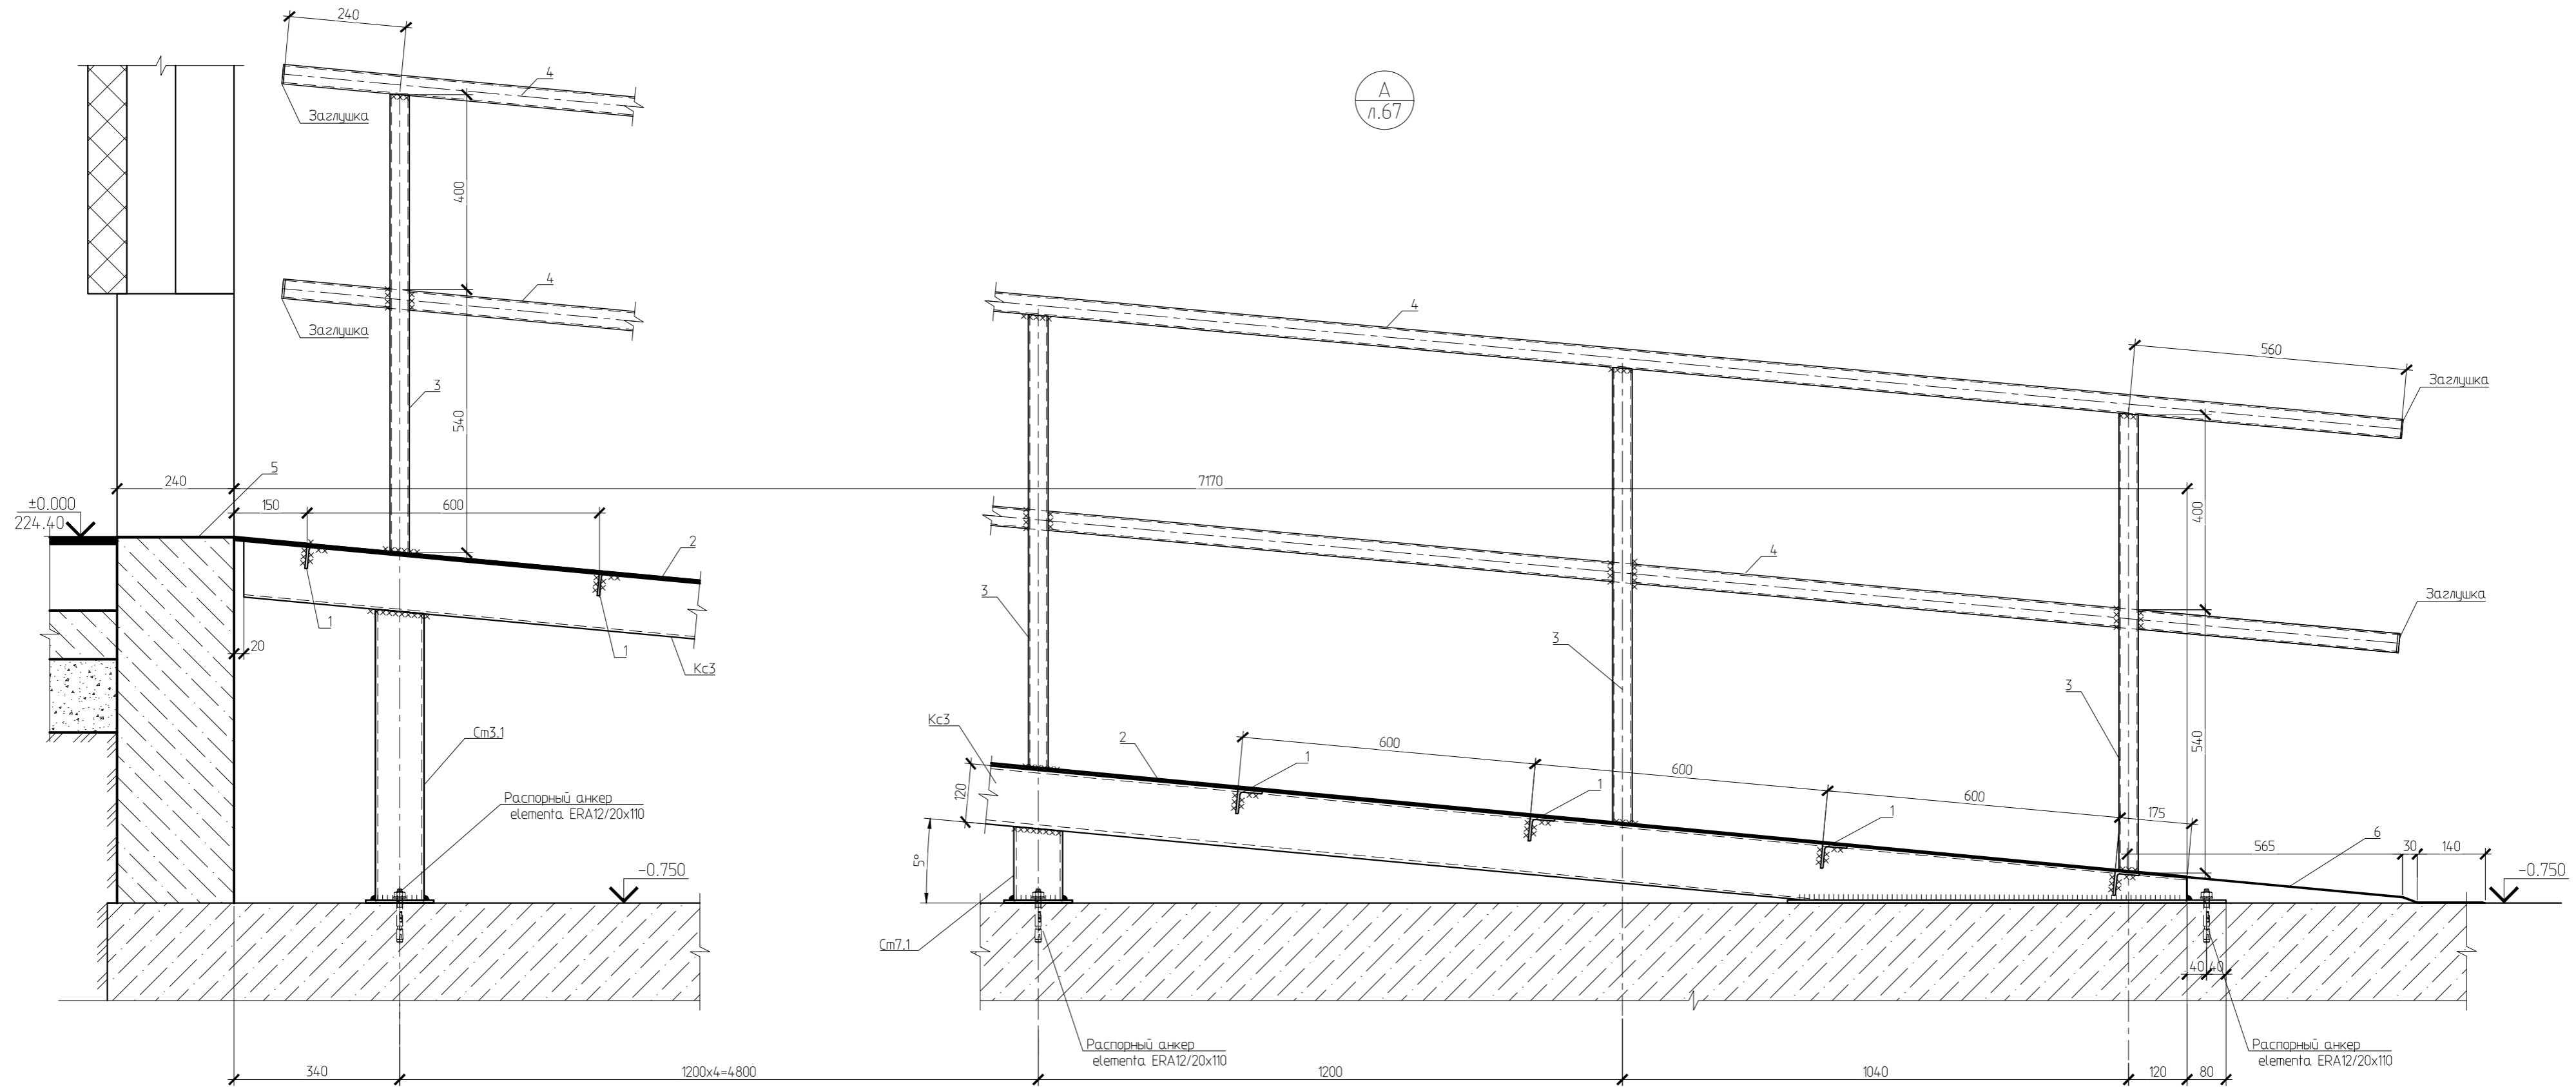 240
4
А
л.67
Заглушка
400
4
Заглушка
4
560
Заглушка
3
540
5
240
7170
±0.000
224.40
150
600
2
400
4
1
1
20
Кс3
3
3
Заглушка
3
Ст3.1
Кс3
2
600
1
600
1
540
600
1
175
120
Распорный анкер
elementa ERA12/20x110
5°
6
565
30
140
-0.750
-0.750
Ст7.1
40
40
Распорный анкер
elementa ERA12/20x110
Распорный анкер
elementa ERA12/20x110
340
1200x4=4800
1200
1040
120
80